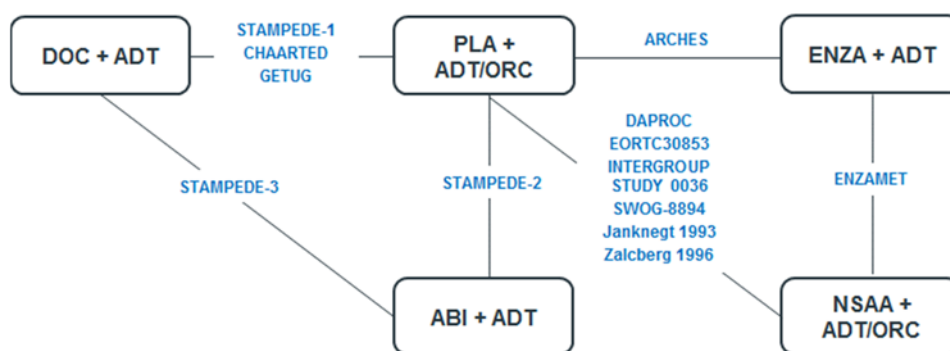 DOC + ADT
STAMPEDE-1
CHAARTED
GETUG
PLA +
ADT/ORC
ARCHES
ENZA + ADT
STAMPEDE-3
STAMPEDE-2
DAPROC
EORTC30853
INTERGROUP
STUDY 0036
SWOG-8894
Janknegt 1993
Zalcberg 1996
ENZAMET
ABI + ADT
NSAA +
ADT/ORC